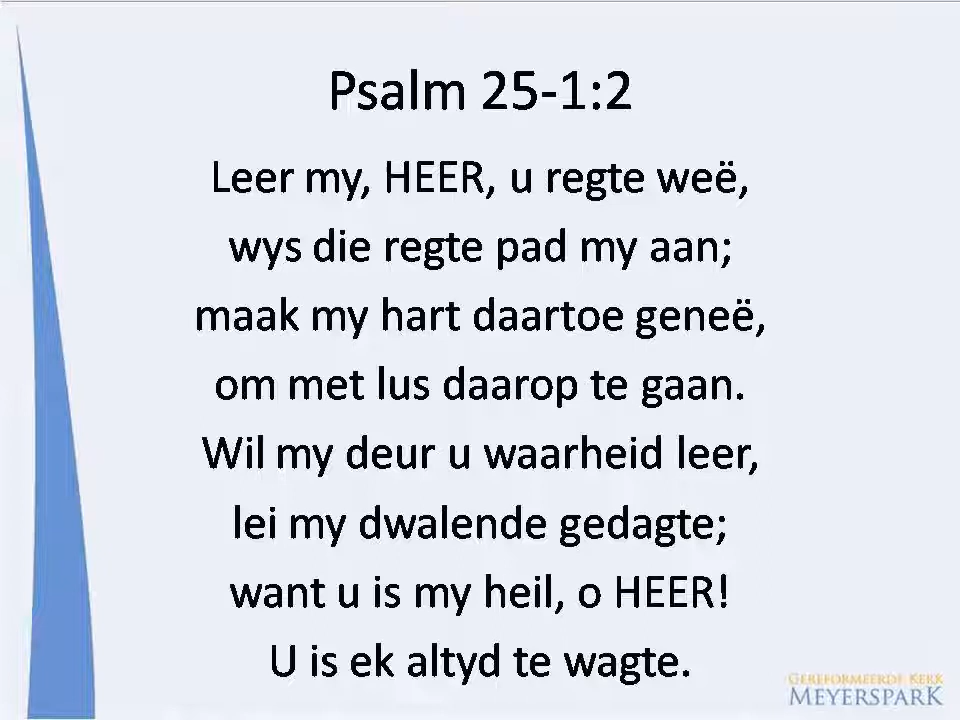 Psalm 25-1:2
Leer my, HEER, u regte weë,
wys die regte pad my aan;
maak my hart daartoe geneë,
om met lus daarop te gaan.
Wil my deur u waarheid leer,
lei my dwalende gedagte;
want u is my heil, o HEER!
U is ek altyd te wagte.
GEREFORMEERDE KERK
MEYERSPARK